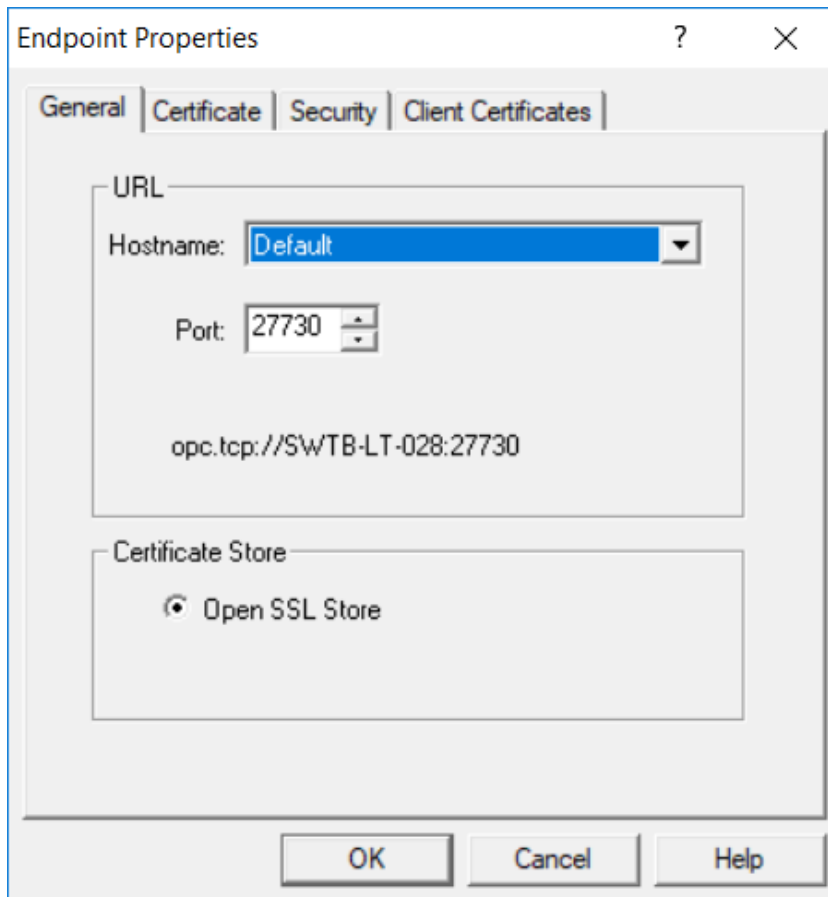 Endpoint Properties
General Certificate Security Client Certificates
URL
Hostname: Default
Port: 27730
opc.tcp://SWTB-LT-028:27730
Certificate Store
Open SSL Store
OK Cancel Help